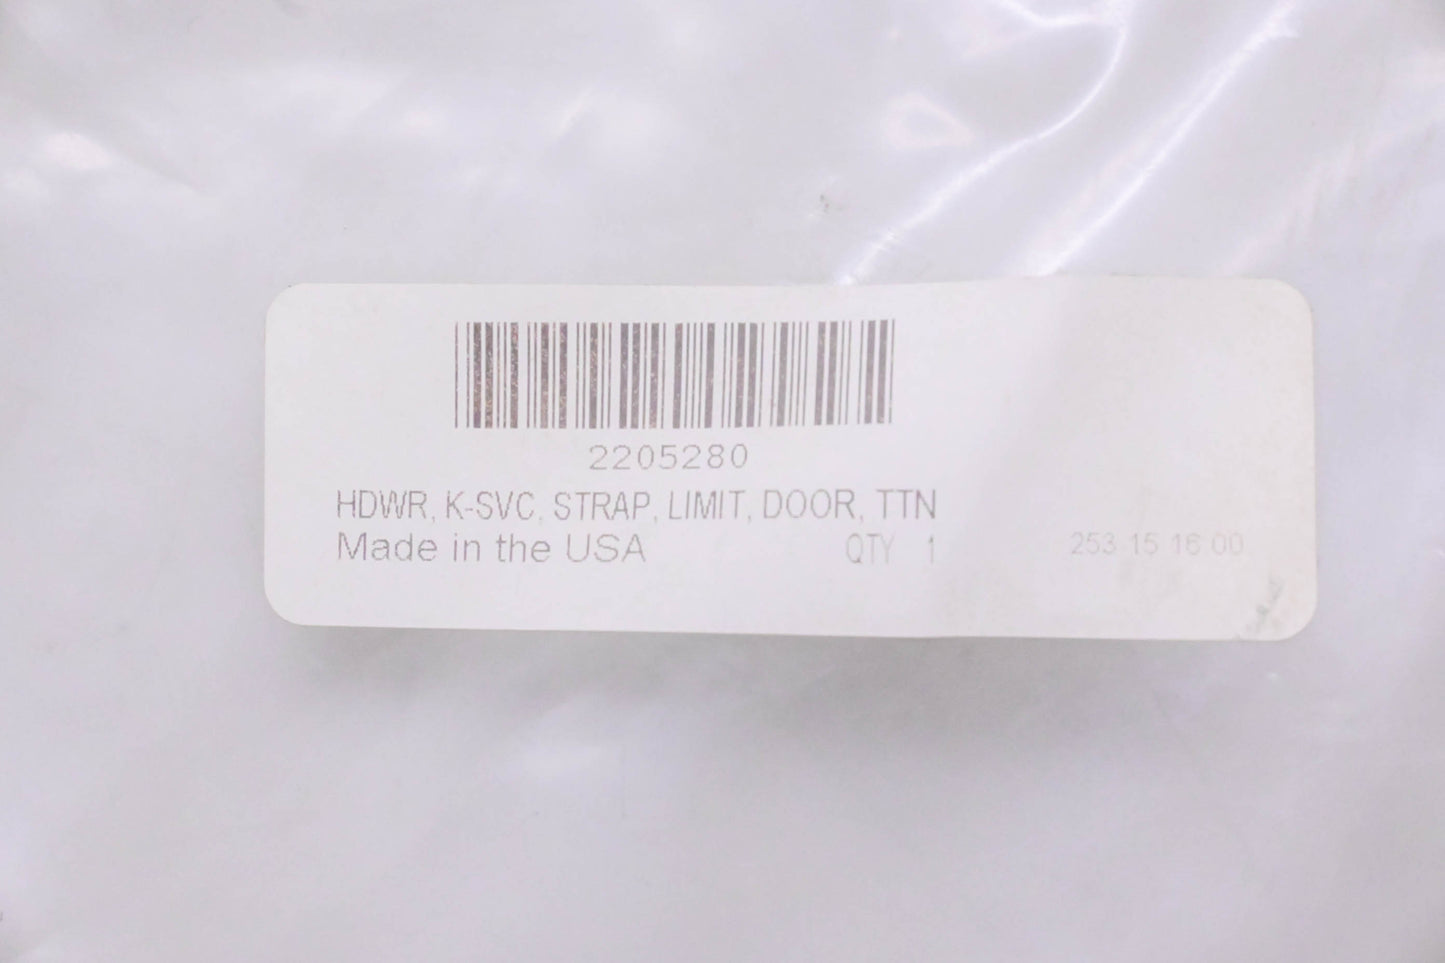 2205280
HDWR, K-SVC, STRAP, LIMIT, DOOR, TTN
Made in the USA QTY 1 253 15 16 00